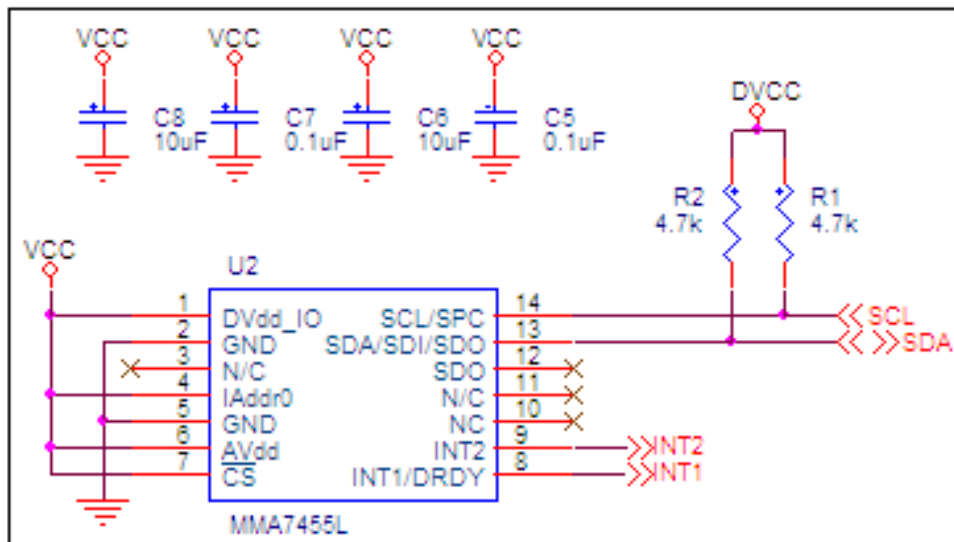 VCC VCC VCC VCC
C8 C7 C6 C5
10uF 0.1uF 10uF 0.1uF
DVCC
R2 R1
4.7k 4.7k
VCC
U2
1 DVdd_IO SCL/SPC 14 SCL
2 GND SDA/SDI/SDO 13 SDA
3 N/C SDO 12
4 IAddr0 N/C 11
5 GND NC 10
6 AVdd INT2 9 INT2
7 CS INT1/DRDY 8 INT1
MMA7455L